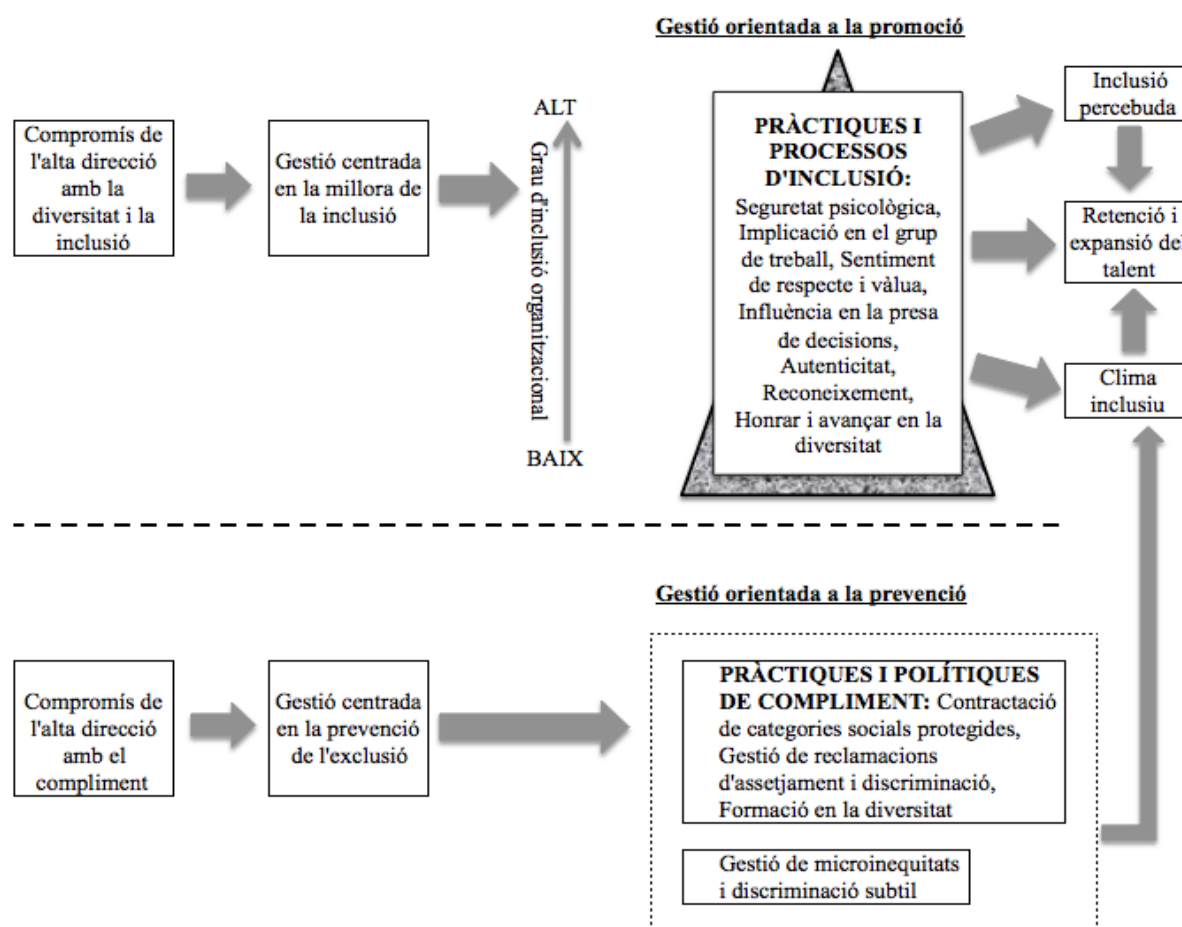 Gestió orientada a la promoció
Compromís de
l'alta direcció
amb la
diversitat i la
inclusió
Gestió centrada
en la millora de
la inclusió
ALT
Grau d'inclusió organitzacional
BAIX
PRÀCTIQUES I
PROCESSOS
D'INCLUSIÓ:
Seguretat psicològica,
Implicació en el grup
de treball, Sentiment
de respecte i vàlua,
Influència en la presa
de decisions,
Autenticitat,
Reconeixement,
Honrar i avançar en la
diversitat
Inclusió
percebuda
Retenció i
expansió del
talent
Clima
inclusiu
Gestió orientada a la prevenció
Compromís de
l'alta direcció
amb el
compliment
Gestió centrada
en la prevenció
de l'exclusió
PRÀCTIQUES I POLÍTIQUES
DE COMPLIMENT: Contractació
de categories socials protegides,
Gestió de reclamacions
d'assetjament i discriminació,
Formació en la diversitat
Gestió de microinequitats
i discriminació subtil